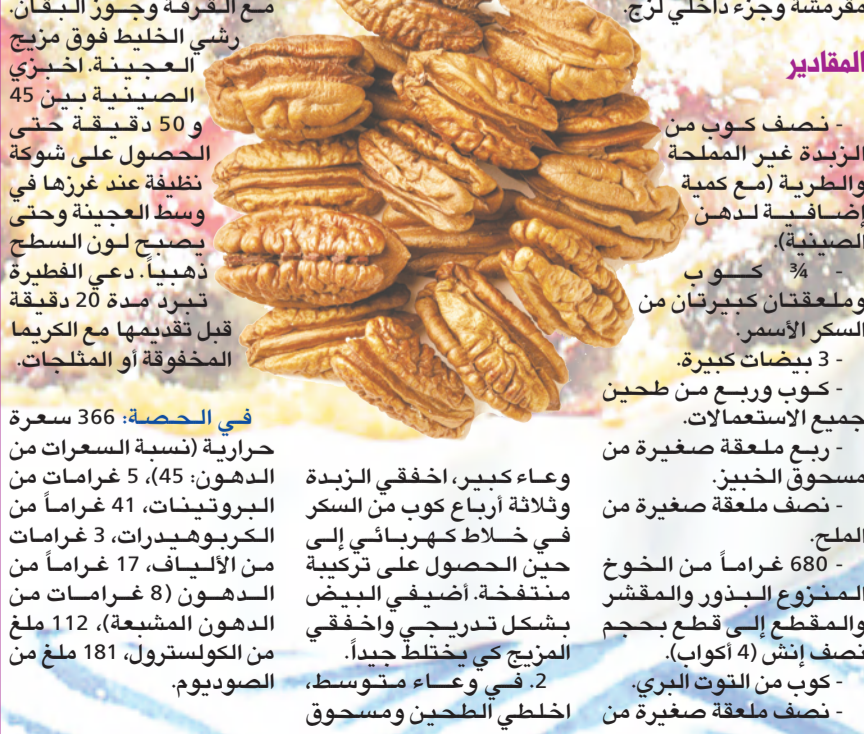 مقرمشة وجزء داخلي لزج.
المقادير
- نصف كوب من
الزبدة غير المملحة
والطرية (مع كمية
إضافية لدهن
الصينية).
- ¾ كوب
وملعقتان كبيرتان من
السكر الأسمر.
- 3 بيضات كبيرة.
- كوب وربع من طحين
جميع الاستعمالات.
- ربع ملعقة صغيرة من
مسحوق الخبيز.
- نصف ملعقة صغيرة من
الملح.
- 680 غراماً من الخوخ
المنزوع البذور والمقشر
والمقطع إلى قطع بحجم
نصف إنش (4 أكواب).
- كوب من التوت البري.
- نصف ملعقة صغيرة من
وعاء كبير، اخفقي الزبدة
وثلاثة أرباع كوب من السكر
في خلاط كهربائي إلى
حين الحصول على تركيبة
منتفخة. أضيفي البيض
بشكل تدريجي واخفقي
المزيج كي يختلط جيداً.
2. في وعاء متوسط،
اخلطي الطحين ومسحوق
مع القرفة وجوز البقان.
رشي الخليط فوق مزيج
العجينة. اخبزي
الصينية بين 45
و50 دقيقة حتى
الحصول على شوكة
نظيفة عند غرزها في
وسط العجينة وحتى
يصبح لون السطح
ذهبياً. دعي الفطيرة
تبرد مدة 20 دقيقة
قبل تقديمها مع الكريما
المخفوقة أو المثلجات.
في الحصة: 366 سعرة
حرارية (نسبة السعرات من
الدهون: 45)، 5 غرامات من
البروتينات، 41 غراماً من
الكربوهيدرات، 3 غرامات
من الألياف، 17 غراماً من
الدهون (8 غرامات من
الدهون المشبعة)، 112 ملغ
من الكولسترول، 181 ملغ من
الصوديوم.